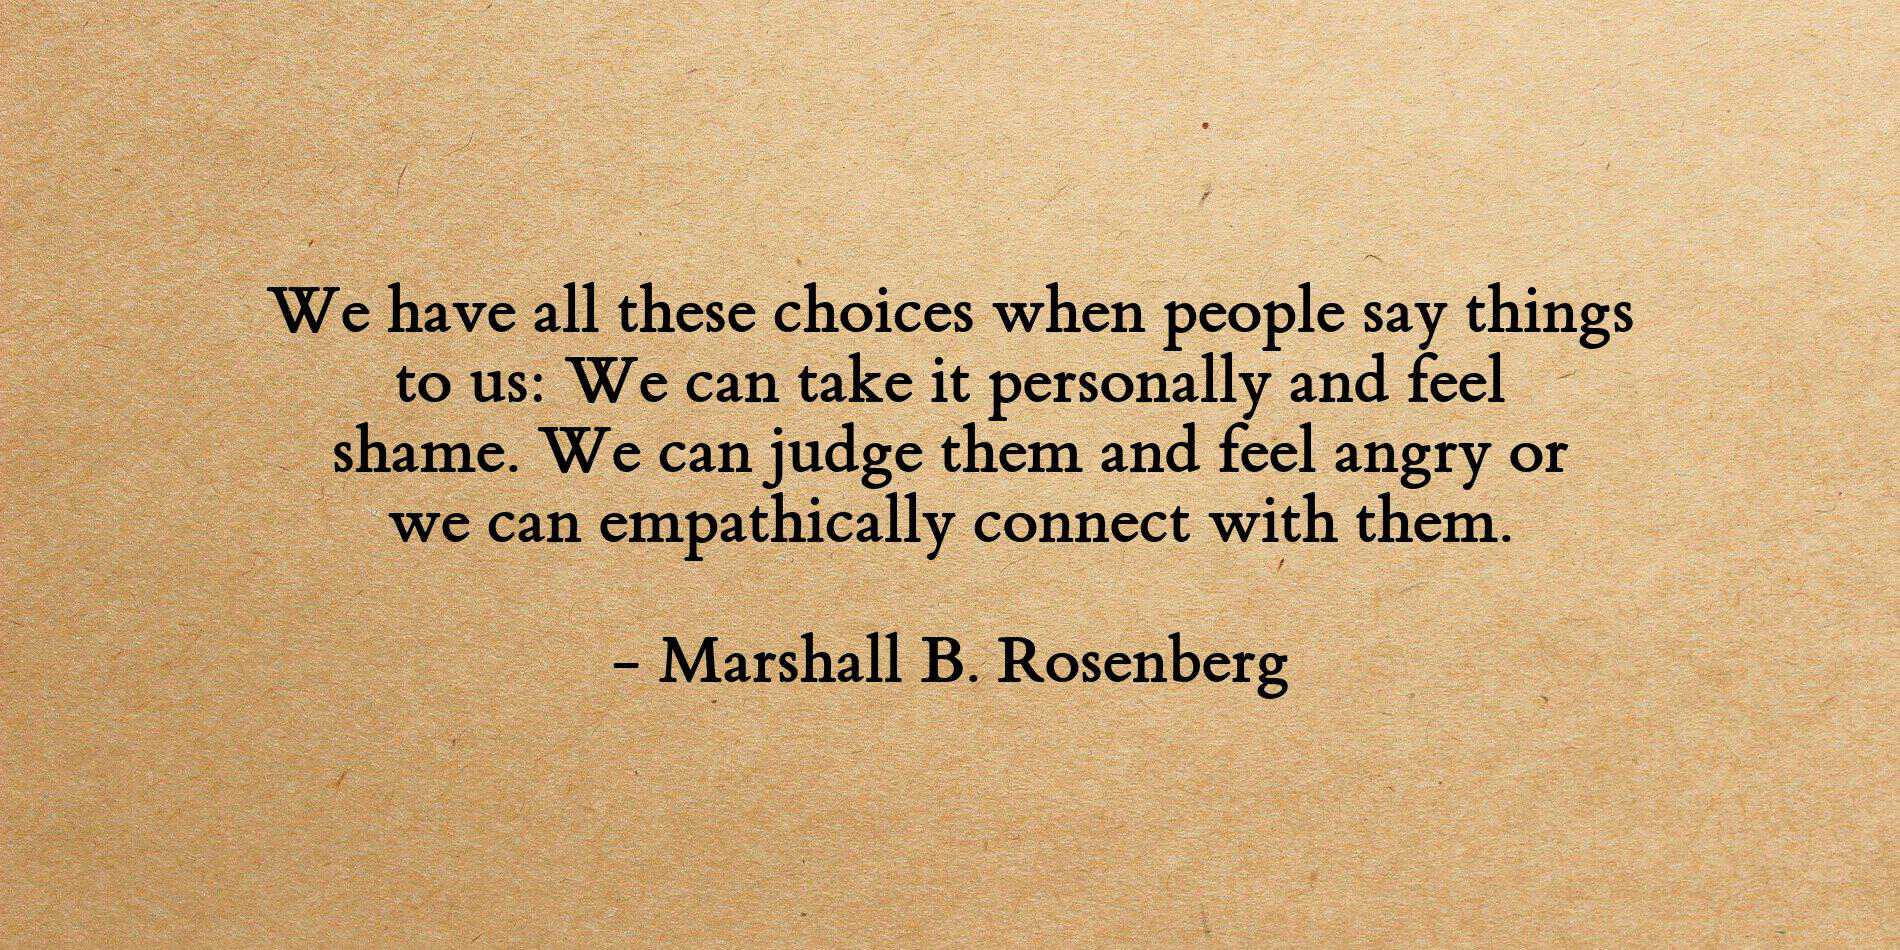 We have all these choices when people say things
to us: We can take it personally and feel
shame. We can judge them and feel angry or
we can empathically connect with them.
– Marshall B. Rosenberg